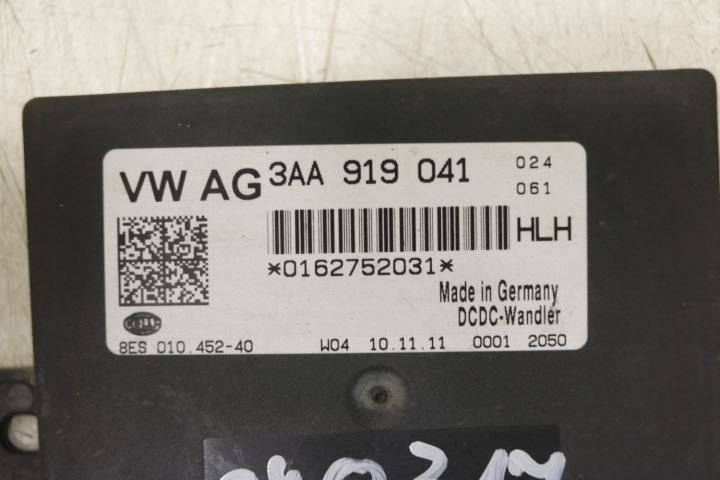 VW AG 3AA 919 041 024
061
HLH
*0162752031*
Made in Germany
DCDC-Wandler
HELLA
8ES 010.452-40 W04 10.11.11 0001 2050